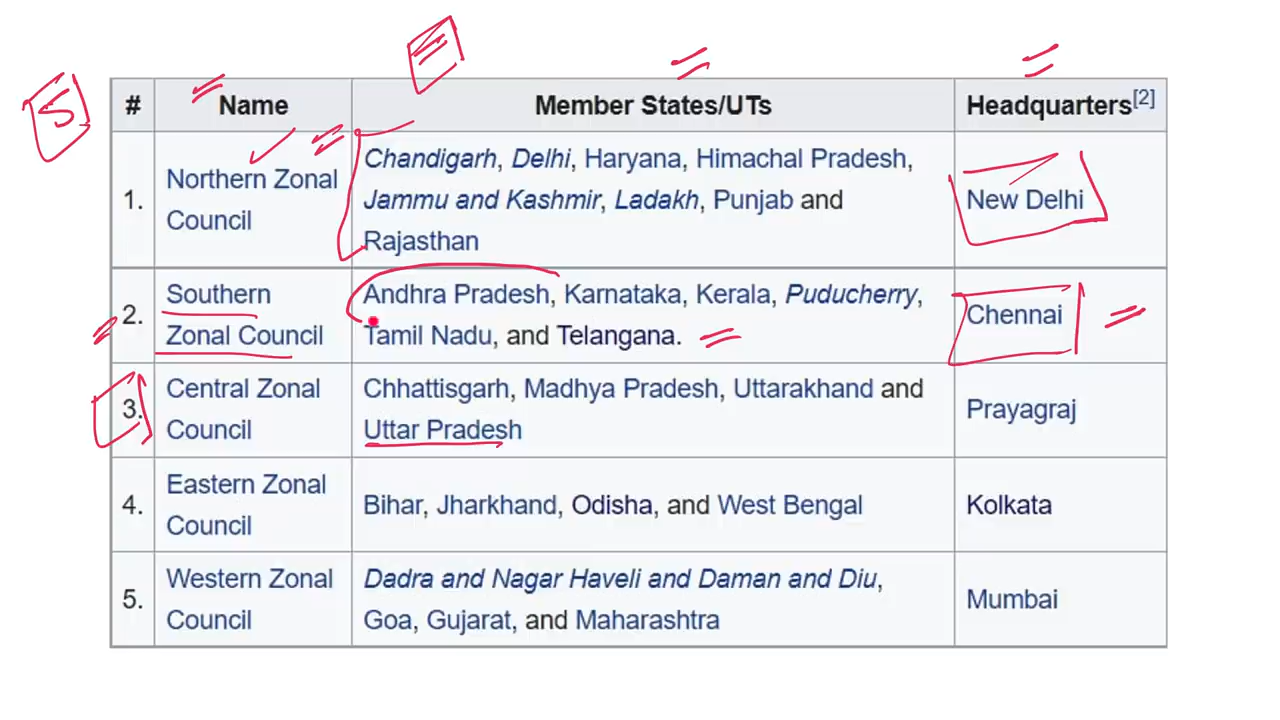 5
# Name Member States/UTs Headquarters[2]
1. Northern Zonal Council Chandigarh, Delhi, Haryana, Himachal Pradesh, Jammu and Kashmir, Ladakh, Punjab and Rajasthan New Delhi
2. Southern Zonal Council Andhra Pradesh, Karnataka, Kerala, Puducherry, Tamil Nadu, and Telangana. Chennai
3. Central Zonal Council Chhattisgarh, Madhya Pradesh, Uttarakhand and Uttar Pradesh Prayagraj
4. Eastern Zonal Council Bihar, Jharkhand, Odisha, and West Bengal Kolkata
5. Western Zonal Council Dadra and Nagar Haveli and Daman and Diu, Goa, Gujarat, and Maharashtra Mumbai